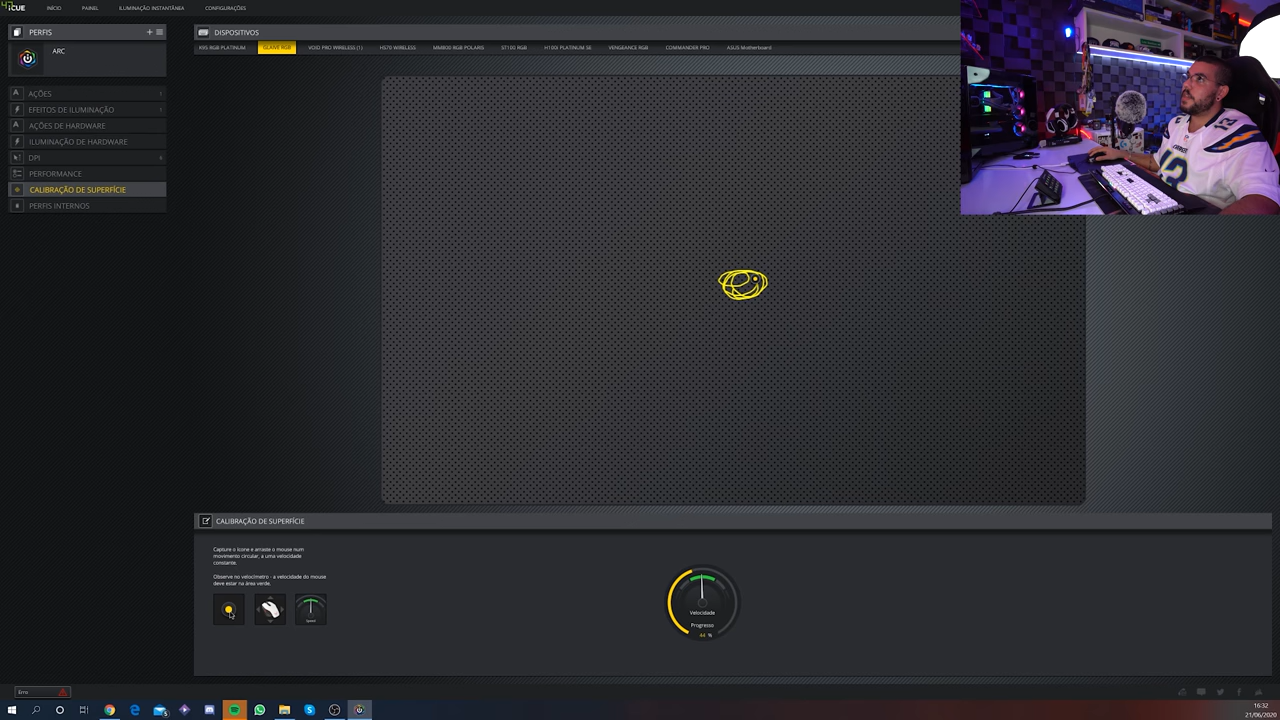 iCUE
INÍCIO
PAINEL
ILUMINAÇÃO INSTANTÂNEA
CONFIGURAÇÕES
PERFIS
ARC
AÇÕES
EFEITOS DE ILUMINAÇÃO
AÇÕES DE HARDWARE
ILUMINAÇÃO DE HARDWARE
DPI
PERFORMANCE
CALIBRAÇÃO DE SUPERFÍCIE
PERFIS INTERNOS
DISPOSITIVOS
K95 RGB PLATINUM
GLAIVE RGB
VOID PRO WIRELESS (1)
HS70 WIRELESS
MM800 RGB POLARIS
ST100 RGB
H100I PLATINUM SE
VENGEANCE RGB
COMMANDER PRO
ASUS Motherboard
13
CALIBRAÇÃO DE SUPERFÍCIE
Capture o ícone e arraste o mouse num
movimento circular, a uma velocidade
constante.
Observe no velocímetro - a velocidade do mouse
deve estar na área verde.
Speed
Velocidade
Progresso
44 %
Erro
16:32
21/06/2020